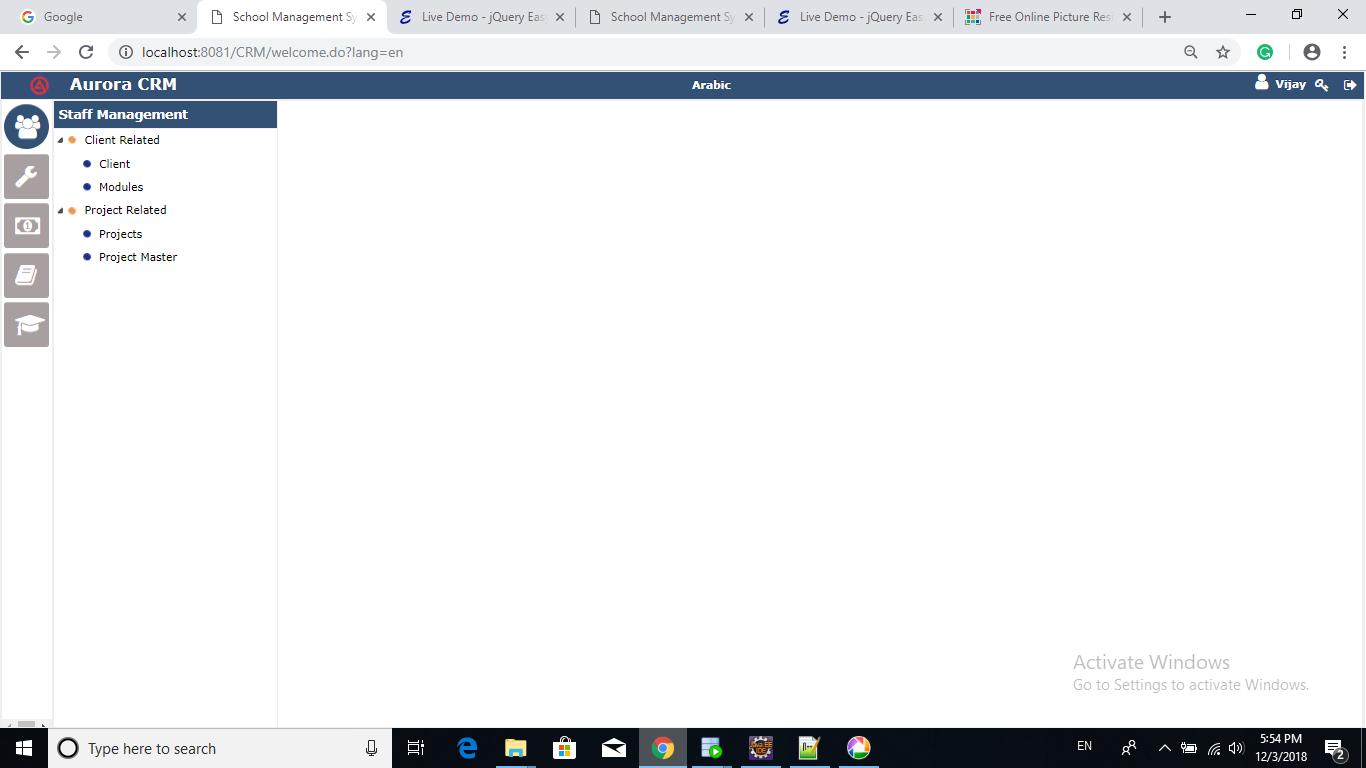 Google
School Management Sy
Live Demo - jQuery Eas
School Management Sy
Live Demo - jQuery Eas
Free Online Picture Resi
localhost:8081/CRM/welcome.do?lang=en
Aurora CRM
Arabic
Vijay
Staff Management
Client Related
Client
Modules
Project Related
Projects
Project Master
Activate Windows
Go to Settings to activate Windows.
Type here to search
EN
5:54 PM
12/3/2018
2